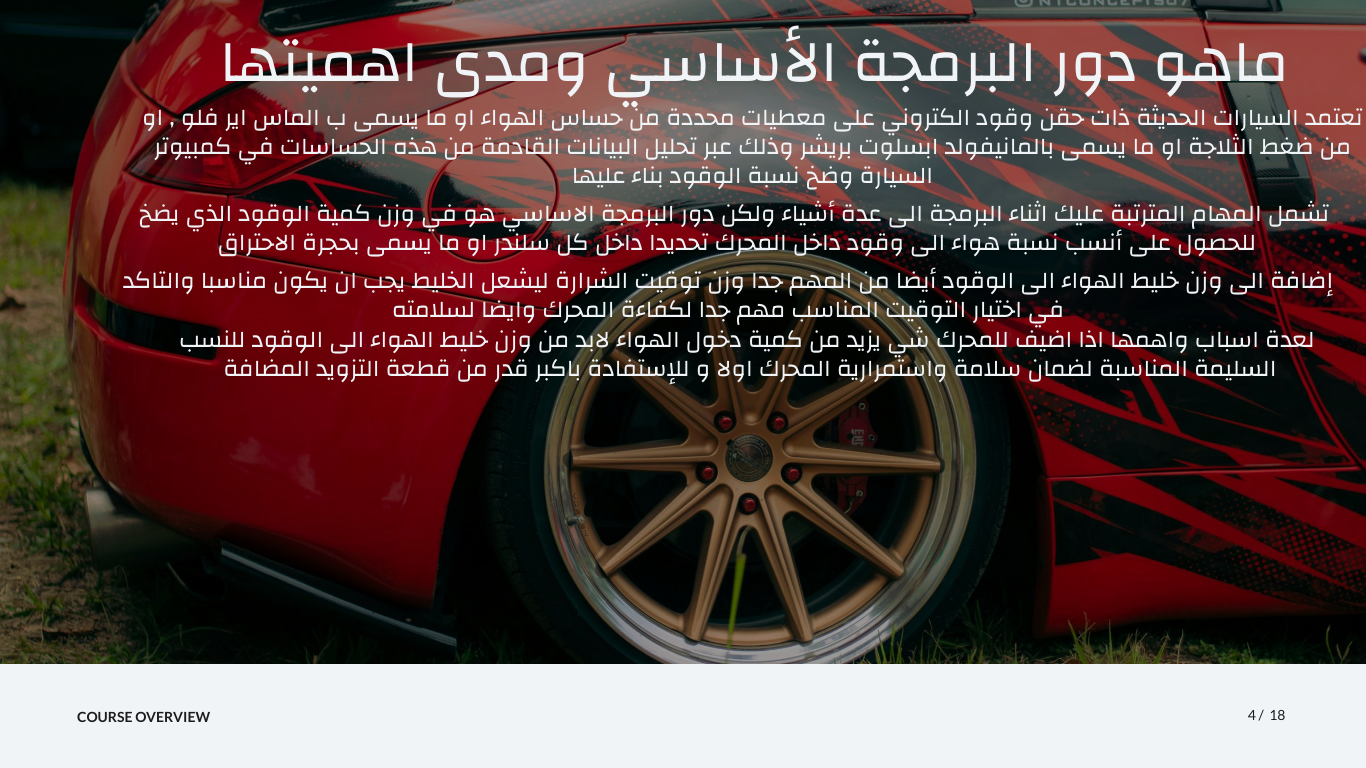 NTCONCEPTS07
ماهو دور البرمجة الأساسي ومدى اهميتها
تعتمد السيارات الحديثة ذات حقن وقود الكتروني على معطيات محددة من حساس الهواء او ما يسمى ب الماس اير فلو , او
من ضغط الثلاجة او ما يسمى بالمانيفولد ابسلوت بريشر وذلك عبر تحليل البيانات القادمة من هذه الحساسات في كمبيوتر
السيارة وضخ نسبة الوقود بناء عليها
تشمل المهام المترتبة عليك اثناء البرمجة الى عدة أشياء ولكن دور البرمجة الاساسي هو في وزن كمية الوقود الذي يضخ
للحصول على أنسب نسبة هواء الى وقود داخل المحرك تحديدا داخل كل سلندر او ما يسمى بحجرة الاحتراق
إضافة الى وزن خليط الهواء الى الوقود أيضا من المهم جدا وزن توقيت الشرارة ليشعل الخليط يجب ان يكون مناسبا والتاكد
في اختيار التوقيت المناسب مهم جدا لكفاءة المحرك وايضا لسلامته
لعدة اسباب واهمها اذا اضيف للمحرك شي يزيد من كمية دخول الهواء لابد من وزن خليط الهواء الى الوقود للنسب
السليمة المناسبة لضمان سلامة واستمرارية المحرك اولا و للإستفادة باكبر قدر من قطعة التزويد المضافة
COURSE OVERVIEW
4 / 18